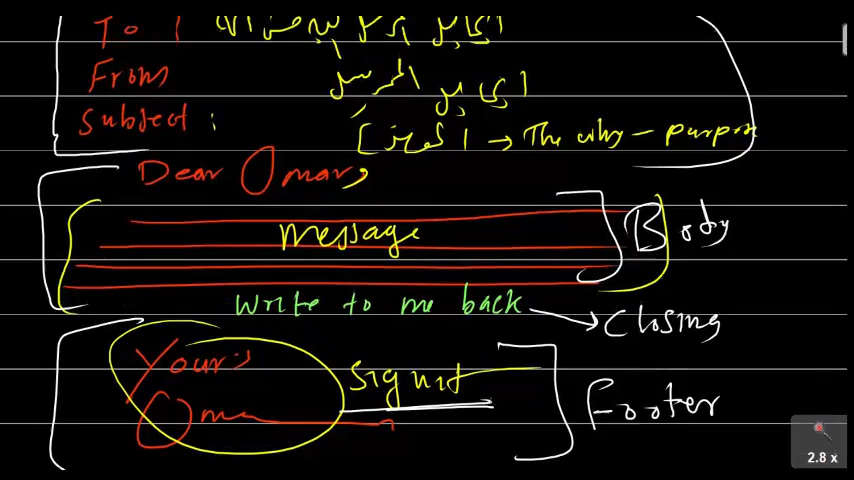 To :
From الإيميل المرسل
Subject : [ → The why – purpose
Dear Omar,
message Body
write to me back → Closing
Yours, signat
Omar Footer
2.8 x